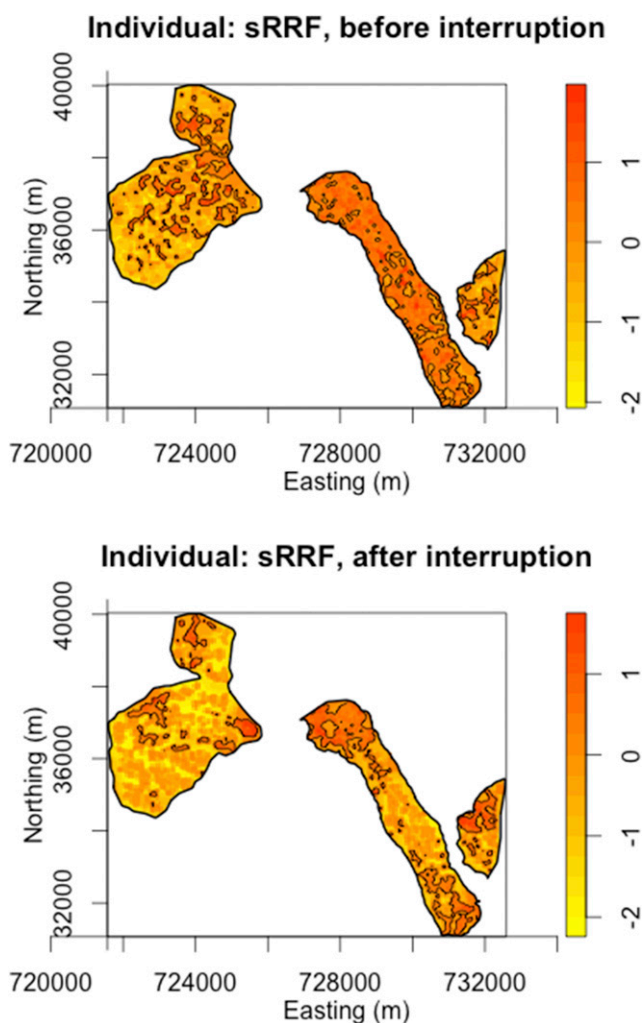 Individual: sRRF, before interruption
40000
36000
32000
Northing (m)
720000 724000 728000 732000
Easting (m)
1
0
-1
-2
Individual: sRRF, after interruption
40000
36000
32000
Northing (m)
720000 724000 728000 732000
Easting (m)
1
0
-1
-2